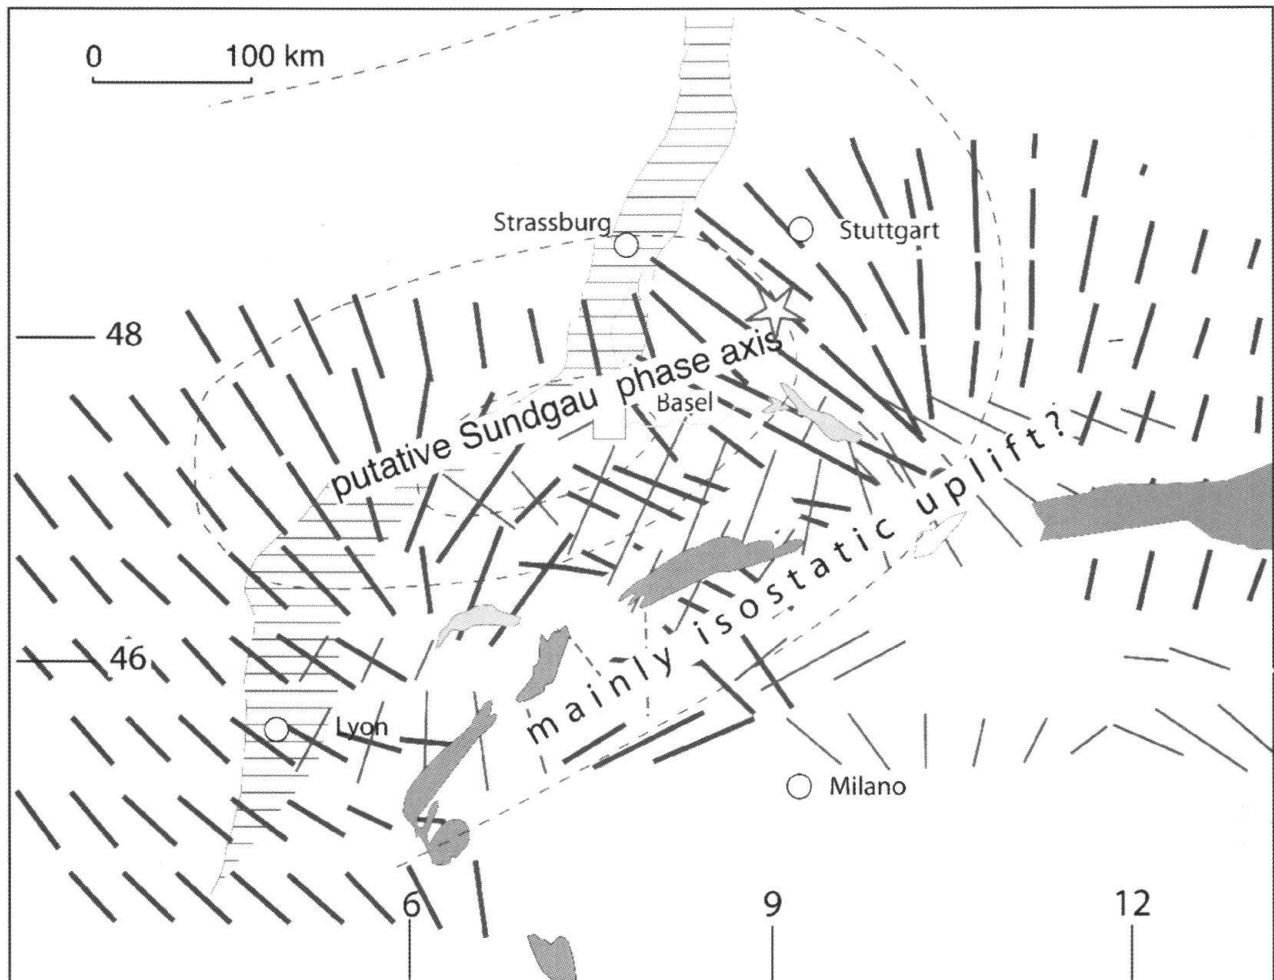 0 100 km
Strassburg
Stuttgart
48
putative Sundgau phase axis
Basel
mainly isostatic uplift?
46
Lyon
Milano
6 9 12